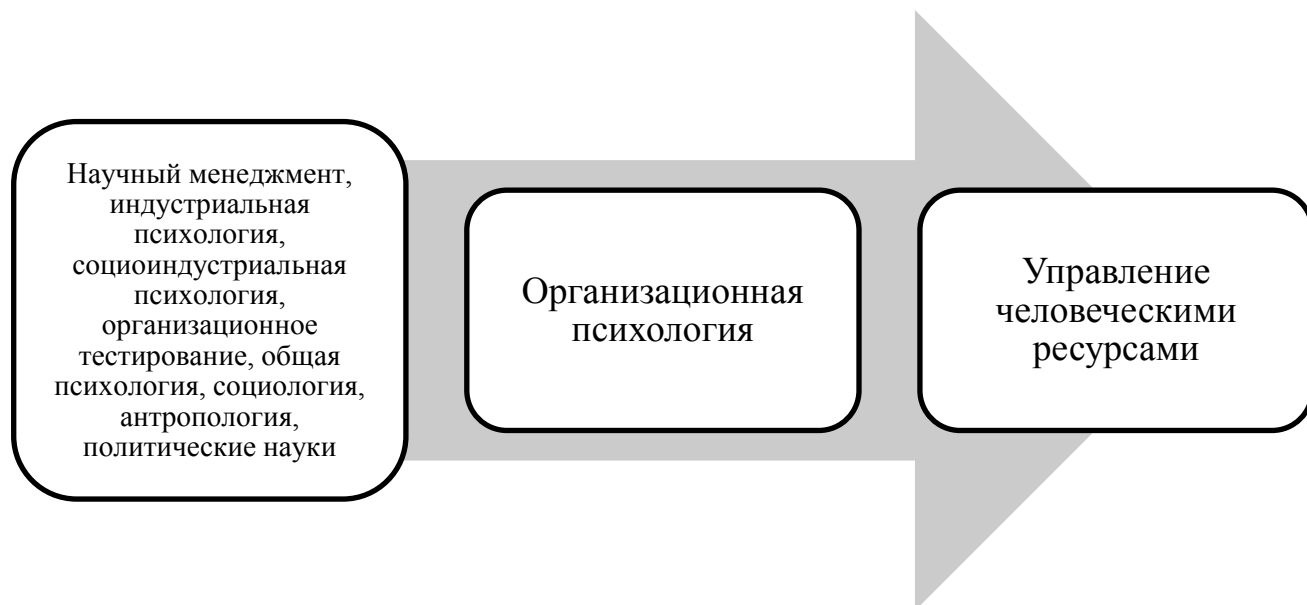 Научный менеджмент,
индустриальная
психология,
социоиндустриальная
психология,
организационное
тестирование, общая
психология, социология,
антропология,
политические науки
Организационная
психология
Управление
человеческими
ресурсами